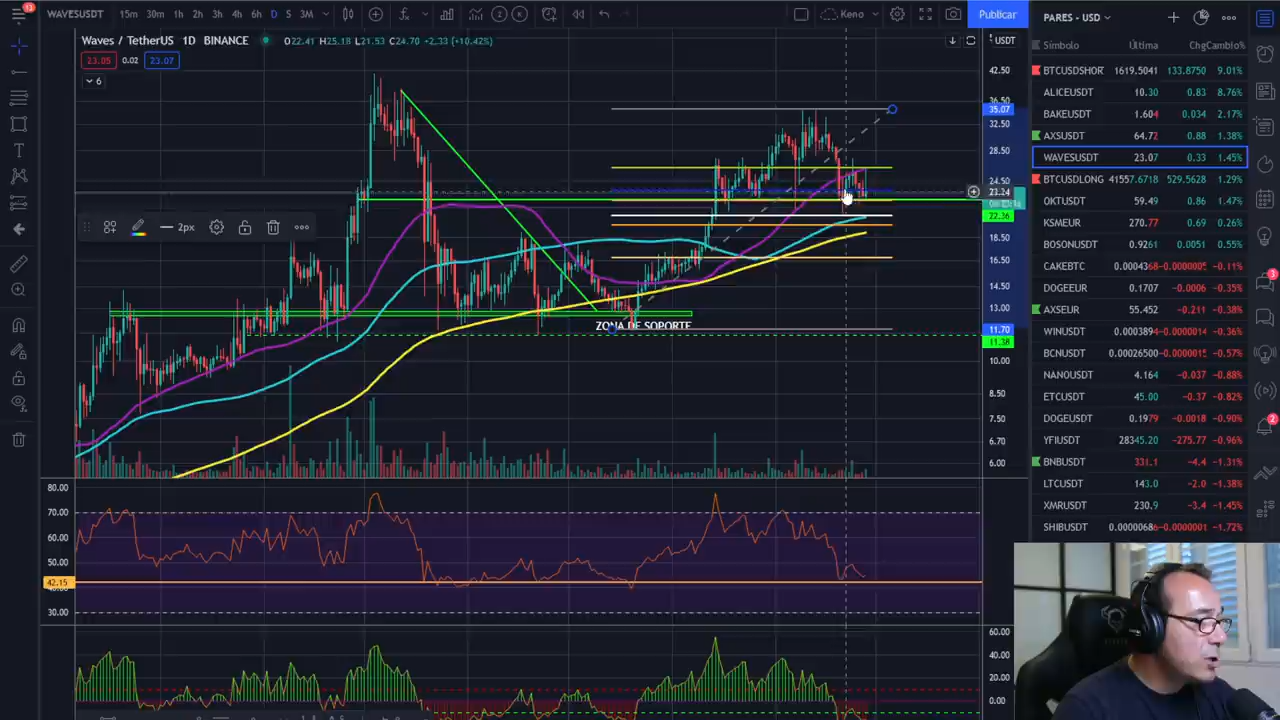 13
WAVESUSDT 15m 30m 1h 2h 3h 4h 6h D S 3M
Keno
Publicar
PARES - USD
Waves / TetherUS 1D BINANCE O22.41 H25.18 L21.53 C24.70 +2.33 (+10.42%)
USDT
23.05 0.02 23.07
6
42.50
35.07
32.50
28.50
24.50
23.24
22.36
18.50
16.50
14.50
13.00
11.70
11.38
10.00
8.50
7.50
6.70
6.00
2px
ZONA DE SOPORTE
80.00
70.00
60.00
50.00
42.15
30.00
60.00
40.00
20.00
0.00
Símbolo Última Chg Cambio%
BTCUSDSHOR 1619.5041 133.8750 9.01%
ALICEUSDT 10.30 0.83 8.76%
BAKEUSDT 1.604 0.034 2.17%
AXSUSDT 64.72 0.88 1.38%
WAVESUSDT 23.07 0.33 1.45%
BTCUSDLONG 41557.6718 529.5628 1.29%
OKTUSDT 59.49 0.86 1.47%
KSMEUR 270.77 0.69 0.26%
BOSONUSDT 0.9261 0.0051 0.55%
CAKEBTC 0.0004368 −0.0000005 −0.11%
DOGEEUR 0.1707 −0.0006 −0.35%
AXSEUR 55.452 −0.211 −0.38%
WINUSDT 0.0003894 −0.0000014 −0.36%
BCNUSDT 0.00026500 −0.0000015 −0.57%
NANOUSDT 4.164 −0.037 −0.88%
ETCUSDT 45.00 −0.37 −0.82%
DOGEUSDT 0.1979 −0.0018 −0.90%
YFIUSDT 28345.20 −275.77 −0.96%
BNBUSDT 331.1 −4.4 −1.31%
LTCUSDT 143.0 −2.0 −1.38%
XMRUSDT 230.9 −3.4 −1.45%
SHIBUSDT 0.00000686 −0.0000001 −1.72%
3
2